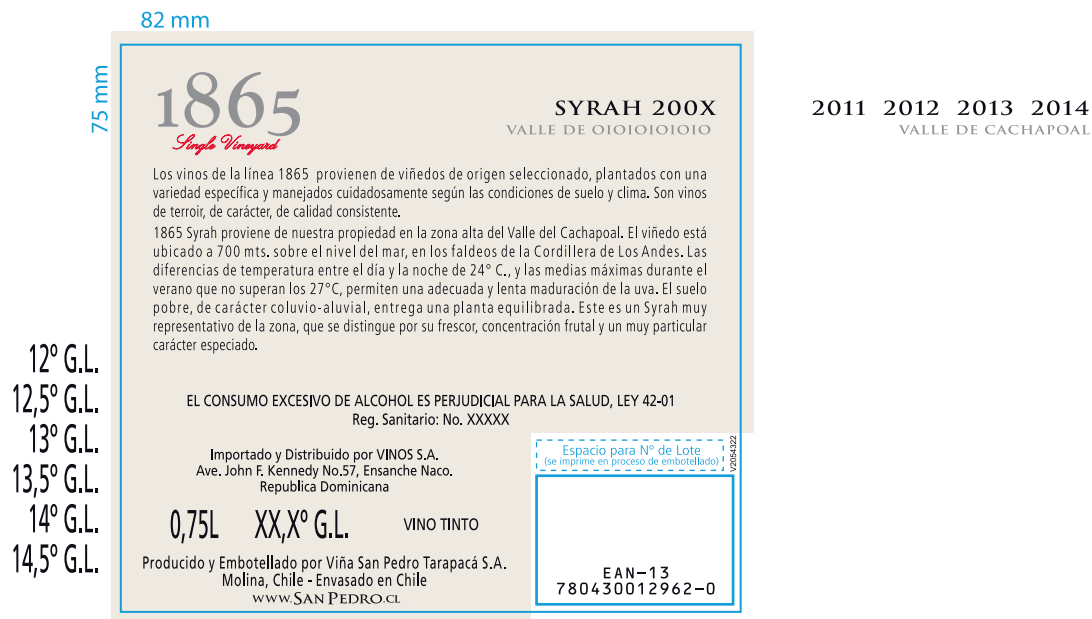 82 mm
75 mm
1865
Single Vineyard
SYRAH 200X
VALLE DE OIOIOIOIOIO
2011 2012 2013 2014
VALLE DE CACHAPOAL
Los vinos de la línea 1865 provienen de viñedos de origen seleccionado, plantados con una
variedad específica y manejados cuidadosamente según las condiciones de suelo y clima. Son vinos
de terroir, de carácter, de calidad consistente.
1865 Syrah proviene de nuestra propiedad en la zona alta del Valle del Cachapoal. El viñedo está
ubicado a 700 mts. sobre el nivel del mar, en los faldeos de la Cordillera de Los Andes. Las
diferencias de temperatura entre el día y la noche de 24° C., y las medias máximas durante el
verano que no superan los 27°C, permiten una adecuada y lenta maduración de la uva. El suelo
pobre, de carácter coluvio-aluvial, entrega una planta equilibrada. Este es un Syrah muy
representativo de la zona, que se distingue por su frescor, concentración frutal y un muy particular
carácter especiado.
12° G.L.
12,5° G.L.
13° G.L.
13,5° G.L.
14° G.L.
14,5° G.L.
EL CONSUMO EXCESIVO DE ALCOHOL ES PERJUDICIAL PARA LA SALUD, LEY 42-01
Reg. Sanitario: No. XXXXX
Importado y Distribuido por VINOS S.A.
Ave. John F. Kennedy No.57, Ensanche Naco.
Republica Dominicana
0,75L XX,X° G.L. VINO TINTO
Producido y Embotellado por Viña San Pedro Tarapacá S.A.
Molina, Chile - Envasado en Chile
WWW.SAN PEDRO.CL
Espacio para N° de Lote
(se imprime en proceso de embotellado)
V2054322
EAN-13
780430012962-0